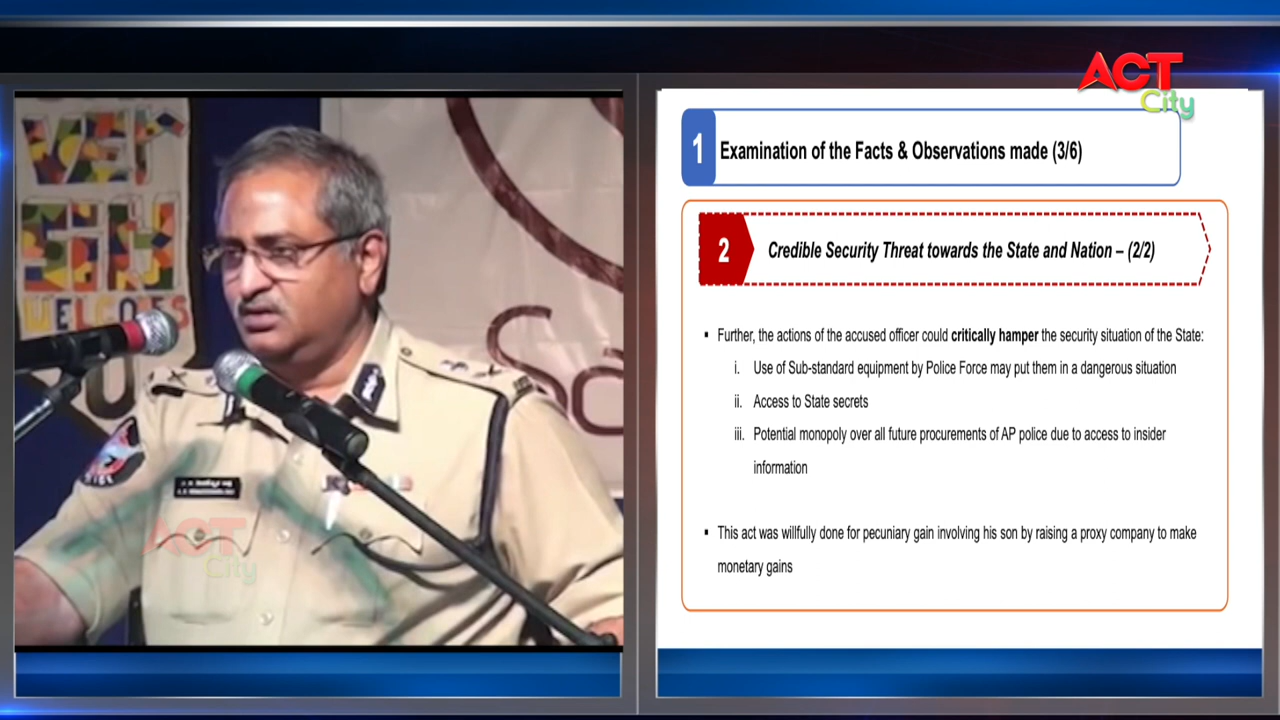 ACT
City
VER
WELCOMES
ACT
City
1
Examination of the Facts & Observations made (3/6)
2
Credible Security Threat towards the State and Nation – (2/2)
▪ Further, the actions of the accused officer could critically hamper the security situation of the State:
i. Use of Sub-standard equipment by Police Force may put them in a dangerous situation
ii. Access to State secrets
iii. Potential monopoly over all future procurements of AP police due to access to insider
information
▪ This act was willfully done for pecuniary gain involving his son by raising a proxy company to make
monetary gains